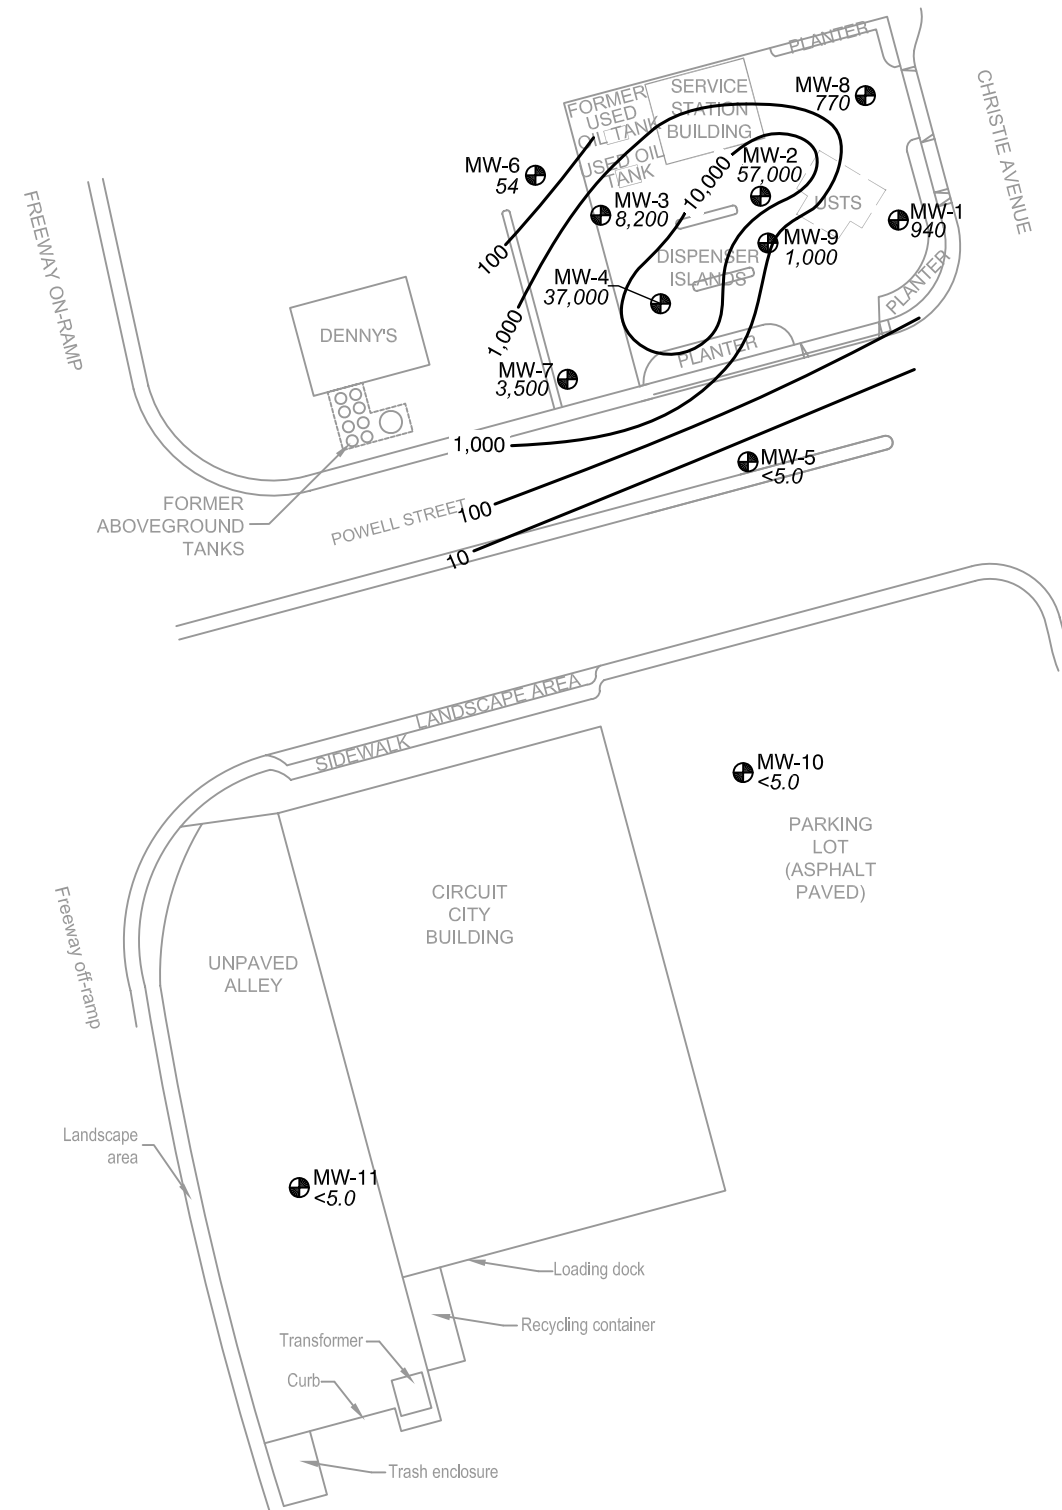 PLANTER
SERVICE
STATION
BUILDING
FORMER
USED
OIL TANK
USED OIL
TANK
MW-8
770
CHRISTIE AVENUE
MW-6
54
MW-2
57,000
10,000
MW-3
8,200
USTS
MW-1
940
MW-9
1,000
FREEWAY ON-RAMP
100
DISPENSER
ISLANDS
MW-4
37,000
PLANTER
1,000
DENNY'S
PLANTER
MW-7
3,500
1,000
MW-5
<5.0
FORMER
ABOVEGROUND
TANKS
POWELL STREET
100
10
LANDSCAPE AREA
SIDEWALK
MW-10
<5.0
PARKING
LOT
(ASPHALT
PAVED)
CIRCUIT
CITY
BUILDING
Freeway off-ramp
UNPAVED
ALLEY
Landscape
area
MW-11
<5.0
Loading dock
Recycling container
Transformer
Curb
Trash enclosure